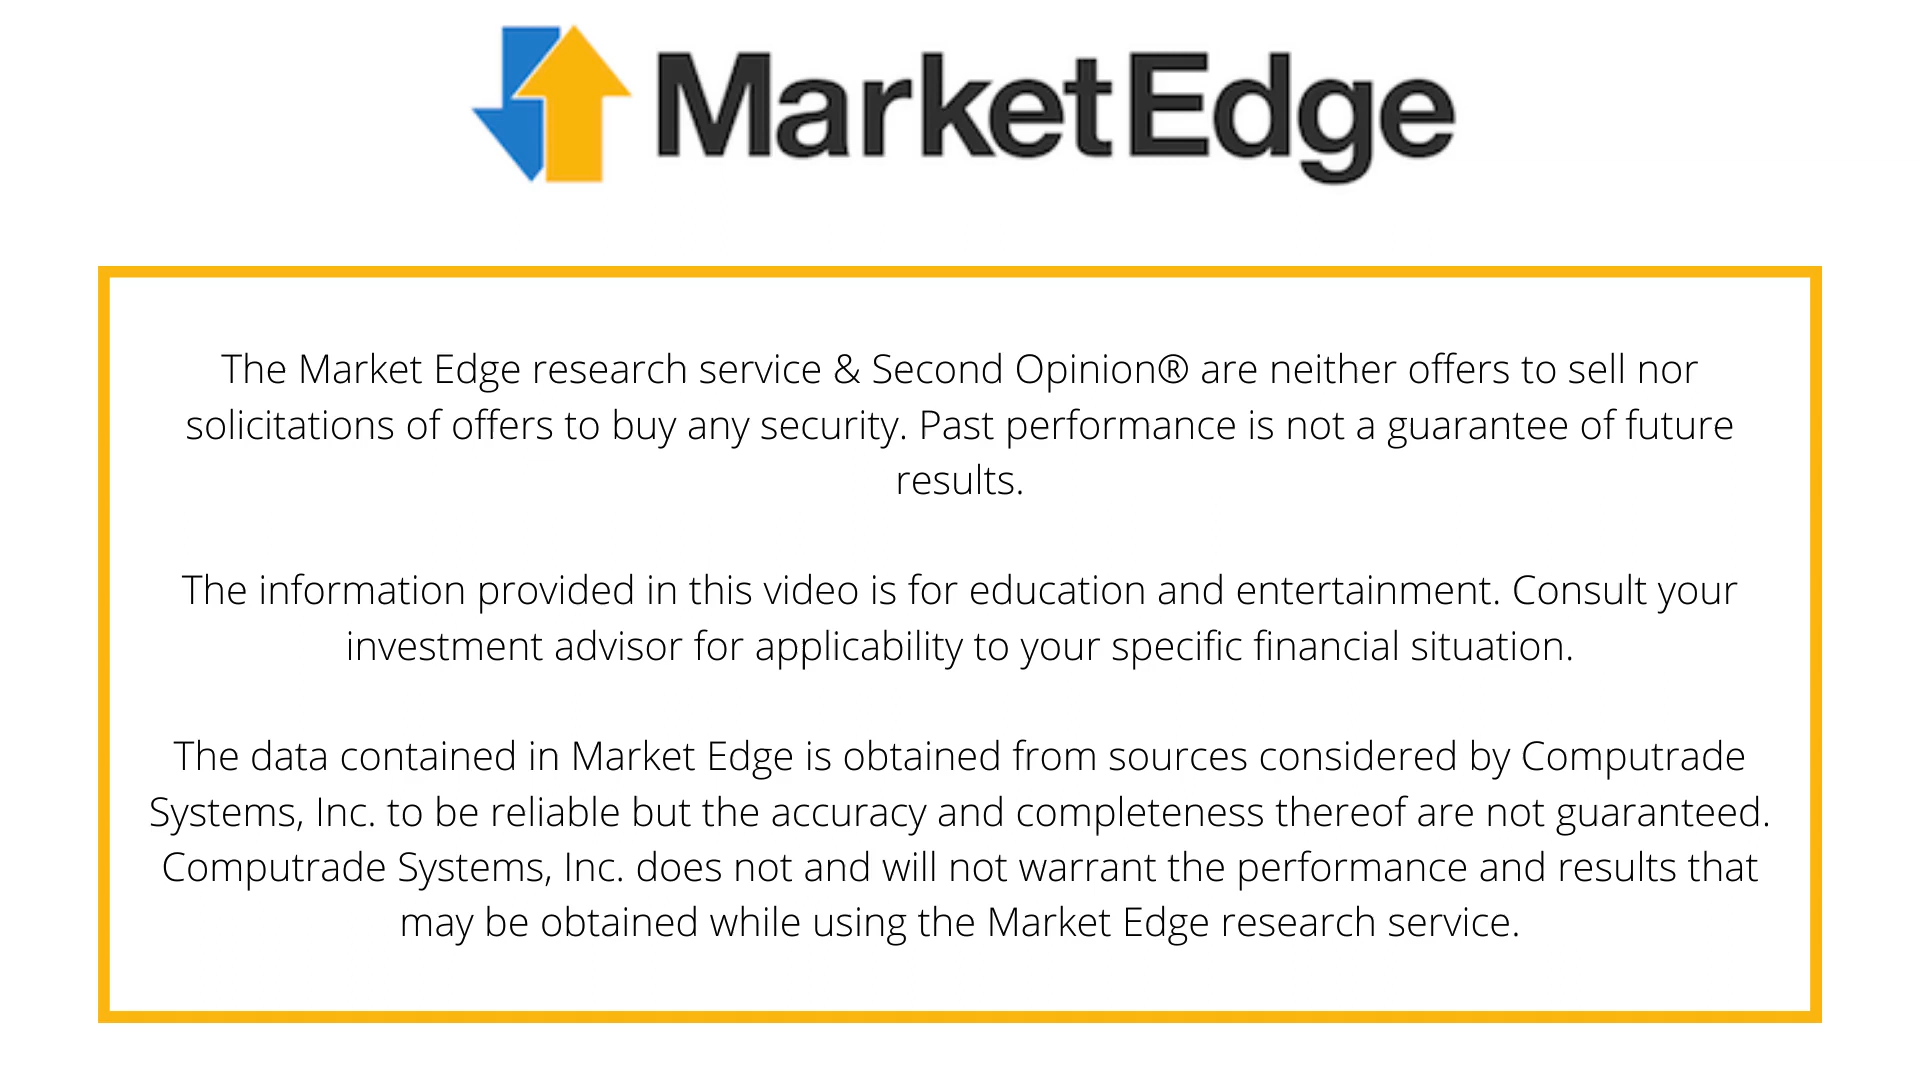 MarketEdge
The Market Edge research service & Second Opinion® are neither offers to sell nor
solicitations of offers to buy any security. Past performance is not a guarantee of future
results.
The information provided in this video is for education and entertainment. Consult your
investment advisor for applicability to your specific financial situation.
The data contained in Market Edge is obtained from sources considered by Computrade
Systems, Inc. to be reliable but the accuracy and completeness thereof are not guaranteed.
Computrade Systems, Inc. does not and will not warrant the performance and results that
may be obtained while using the Market Edge research service.